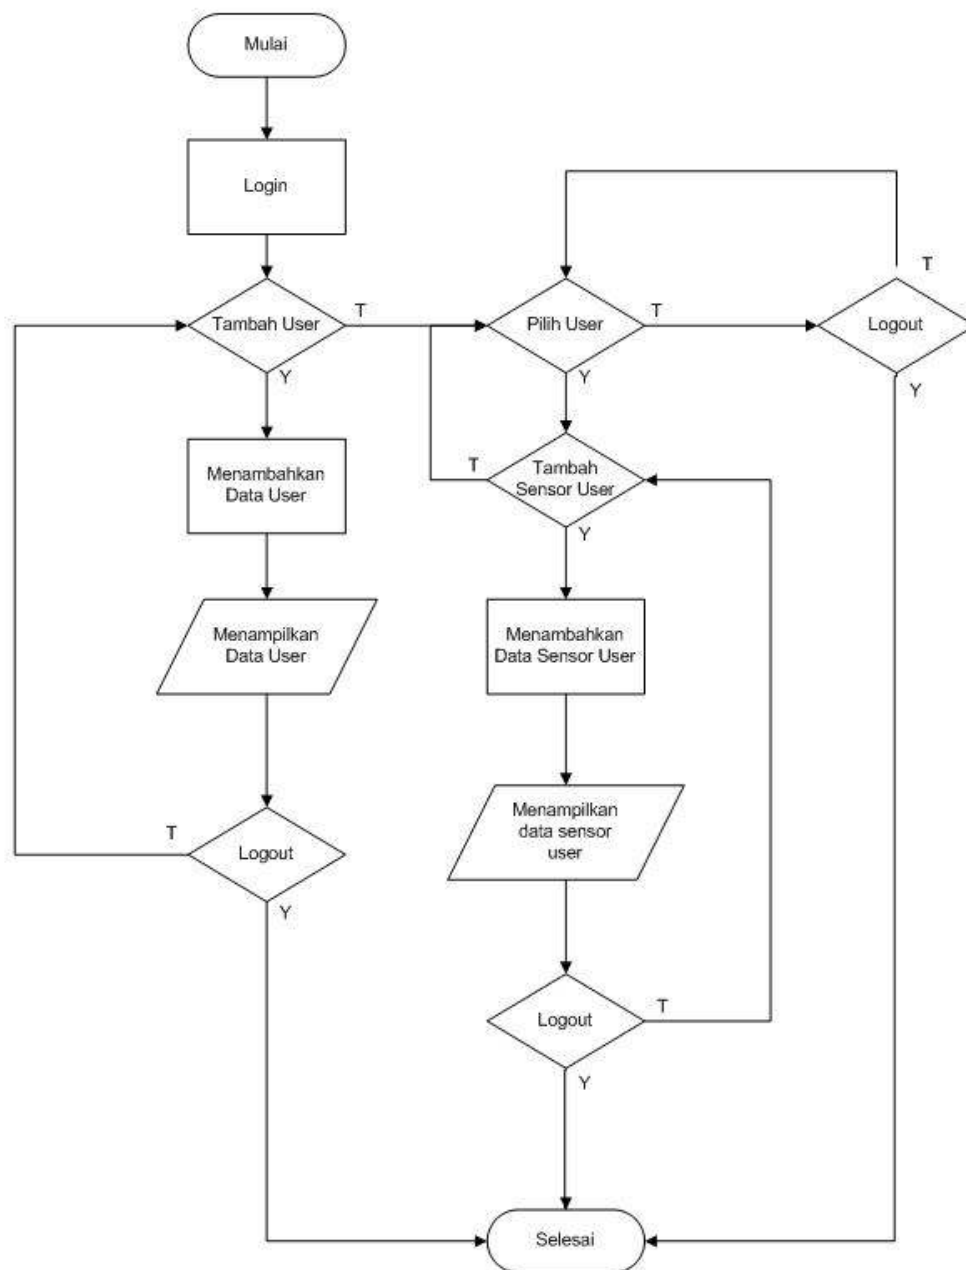 Mulai
Login
Tambah User
T
Y
Pilih User
T
Y
Logout
T
Y
Menambahkan
Data User
Tambah
Sensor User
T
Y
Menampilkan
Data User
Menambahkan
Data Sensor User
Menampilkan
data sensor
user
Logout
T
Y
Logout
T
Y
Selesai